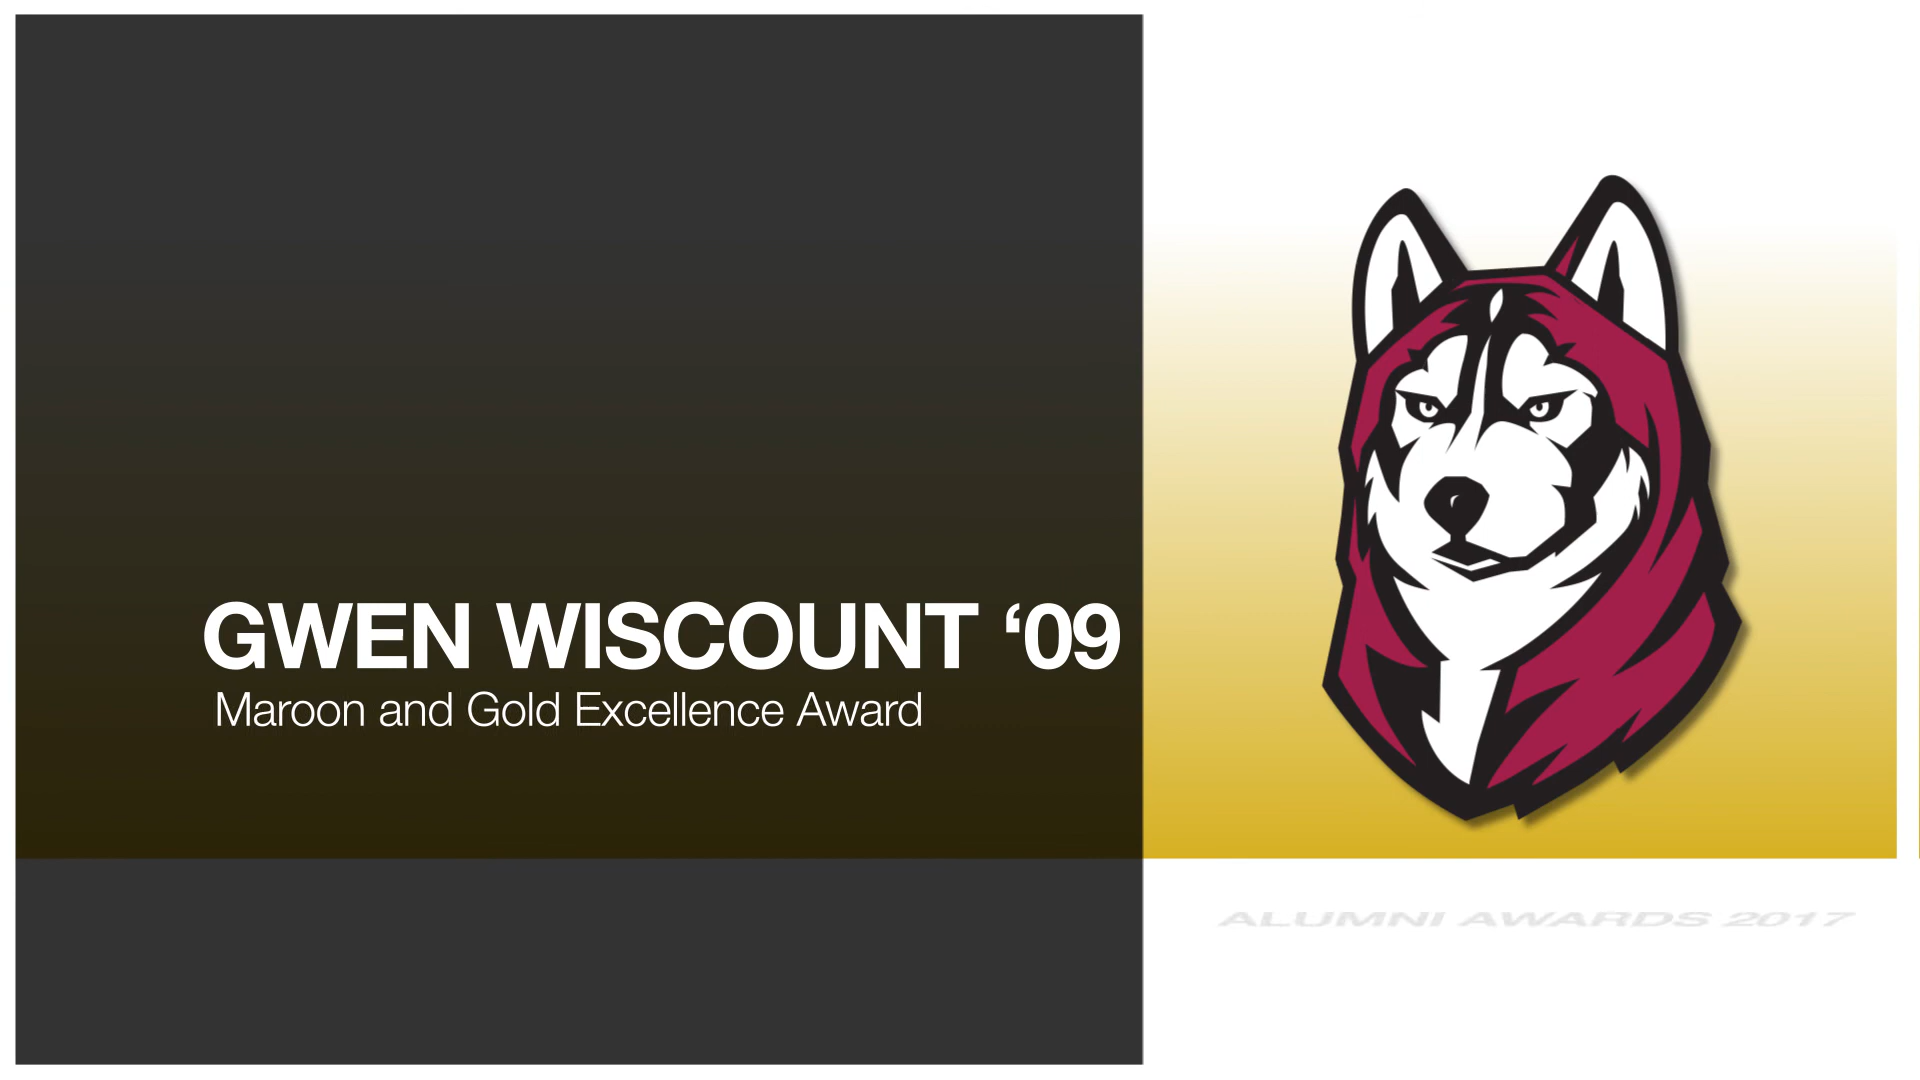 GWEN WISCOUNT ‘09
Maroon and Gold Excellence Award
ALUMNI AWARDS 2017